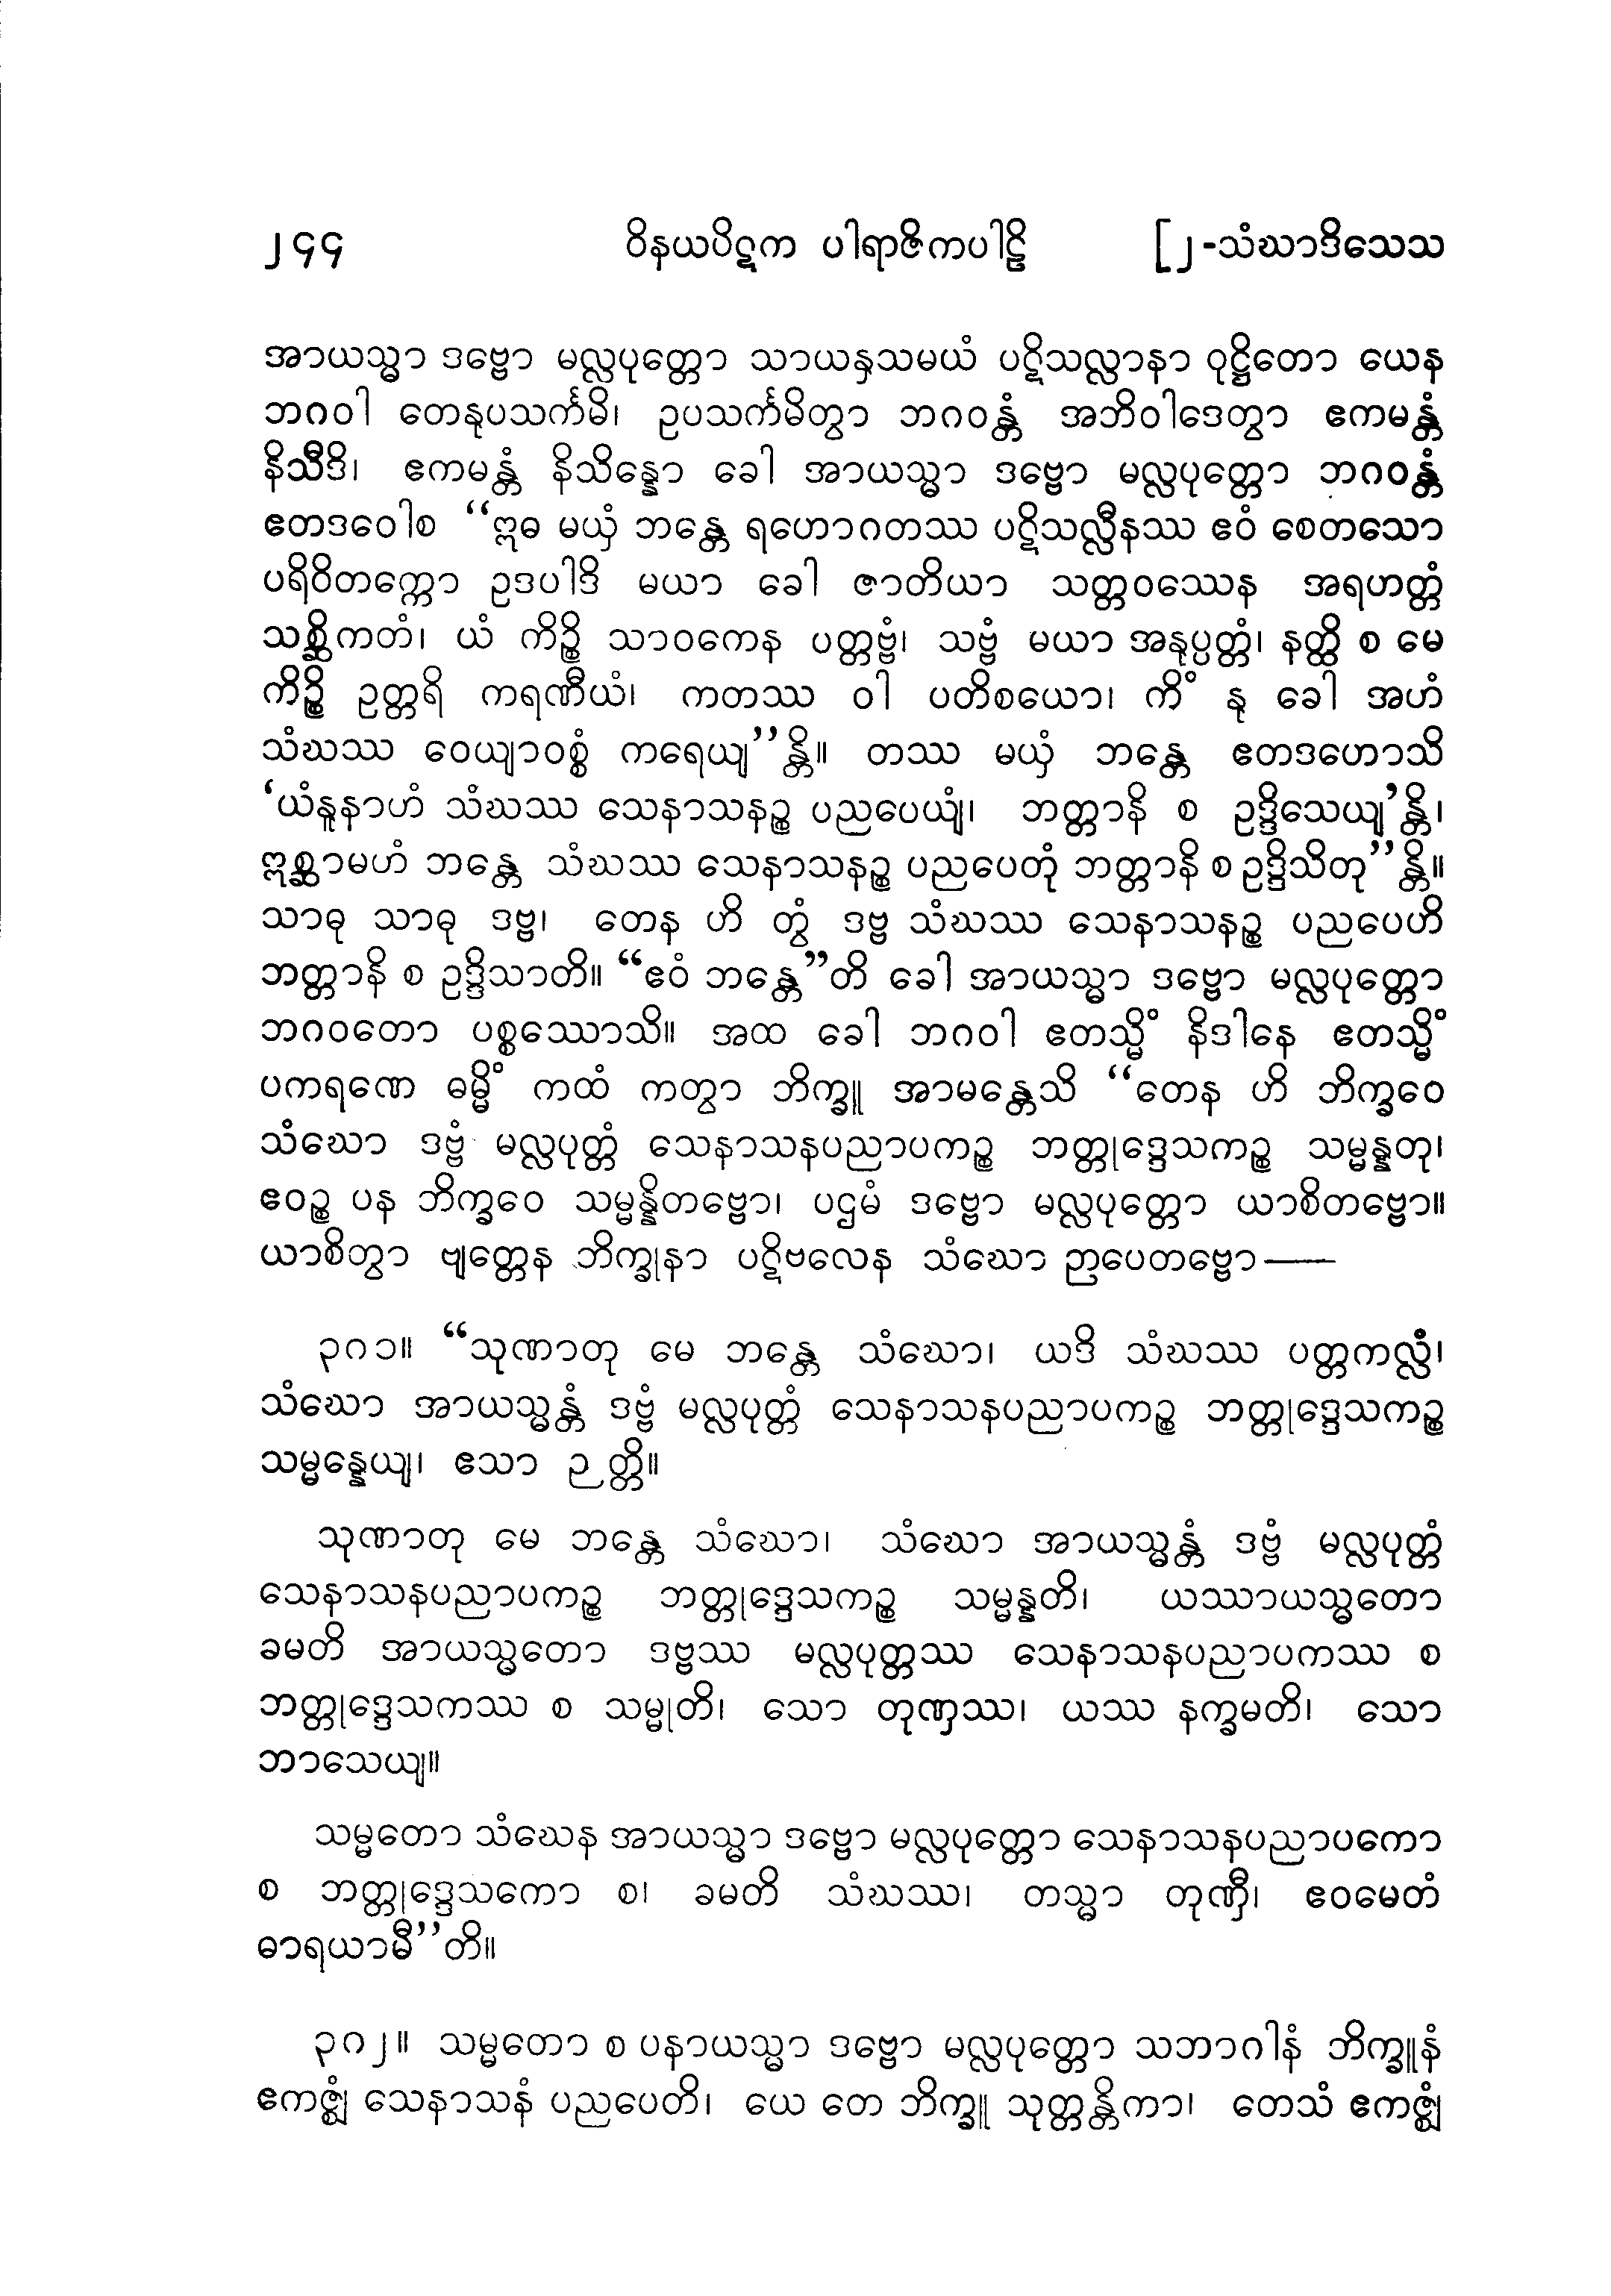 ၂၄၄ ဝိနယပိဋက ပါရာဇိကပါဠိ [၂-သံဃာဒိသေသ
အာယသ္မာ ဒဗ္ဗော မလ္လပုတ္တော သာယနှသမယံ ပဋိသလ္လာနာ ဝုဋ္ဌိတော ယေန
ဘဂဝါ တေနုပသင်္ကမိ၊ ဥပသင်္ကမိတွာ ဘဂဝန္တံ အဘိဝါဒေတွာ ဧကမန္တံ
နိသီဒိ၊ ဧကမန္တံ နိသိန္နော ခေါ အာယသ္မာ ဒဗ္ဗော မလ္လပုတ္တော ဘဂဝန္တံ
ဧတဒဝေါစ “ဣဓ မယှံ ဘန္တေ ရဟောဂတဿ ပဋိသလ္လီနဿ ဧဝံ စေတသော
ပရိဝိတက္ကော ဥဒပါဒိ မယာ ခေါ ဇာတိယာ သတ္တဝဿေန အရဟတ္တံ
သစ္ဆိကတံ၊ ယံ ကိဉ္စိ သာဝကေန ပတ္တဗ္ဗံ၊ သဗ္ဗံ မယာ အနုပ္ပတ္တံ၊ နတ္ထိ စ မေ
ကိဉ္စိ ဥတ္တရိ ကရဏီယံ၊ ကတဿ ဝါ ပတိစယော၊ ကိံ နု ခေါ အဟံ
သံဃဿ ဝေယျာဝစ္စံ ကရေယျ”န္တိ။ တဿ မယှံ ဘန္တေ ဧတဒဟောသိ
‘ယံနူနာဟံ သံဃဿ သေနာသနဉ္စ ပညပေယျံ၊ ဘတ္တာနိ စ ဥဒ္ဒိသေယျ’န္တိ၊
ဣစ္ဆာမဟံ ဘန္တေ သံဃဿ သေနာသနဉ္စ ပညပေတုံ ဘတ္တာနိ စ ဥဒ္ဒိသိတု”န္တိ။
သာဓု သာဓု ဒဗ္ဗ၊ တေန ဟိ တွံ ဒဗ္ဗ သံဃဿ သေနာသနဉ္စ ပညပေဟိ
ဘတ္တာနိ စ ဥဒ္ဒိသာတိ။ “ဧဝံ ဘန္တေ”တိ ခေါ အာယသ္မာ ဒဗ္ဗော မလ္လပုတ္တော
ဘဂဝတော ပစ္စဿောသိ။ အထ ခေါ ဘဂဝါ ဧတသ္မိံ နိဒါနေ ဧတသ္မိံ
ပကရဏေ ဓမ္မိံ ကထံ ကတွာ ဘိက္ခူ အာမန္တေသိ “တေန ဟိ ဘိက္ခဝေ
သံဃော ဒဗ္ဗံ မလ္လပုတ္တံ သေနာသနပညာပကဉ္စ ဘတ္တုဒ္ဒေသကဉ္စ သမ္မန္နတု၊
ဧဝဉ္စ ပန ဘိက္ခဝေ သမ္မန္နိတဗ္ဗော၊ ပဌမံ ဒဗ္ဗော မလ္လပုတ္တော ယာစိတဗ္ဗော။
ယာစိတွာ ဗျတ္တေန ဘိက္ခုနာ ပဋိဗလေန သံဃော ဉာပေတဗ္ဗော——
၃၈၁။ “သုဏာတု မေ ဘန္တေ သံဃော၊ ယဒိ သံဃဿ ပတ္တကလ္လံ၊
သံဃော အာယသ္မန္တံ ဒဗ္ဗံ မလ္လပုတ္တံ သေနာသနပညာပကဉ္စ ဘတ္တုဒ္ဒေသကဉ္စ
သမ္မန္နေယျ၊ ဧသာ ဉတ္တိ။
သုဏာတု မေ ဘန္တေ သံဃော၊ သံဃော အာယသ္မန္တံ ဒဗ္ဗံ မလ္လပုတ္တံ
သေနာသနပညာပကဉ္စ ဘတ္တုဒ္ဒေသကဉ္စ သမ္မန္နတိ၊ ယဿာယသ္မတော
ခမတိ အာယသ္မတော ဒဗ္ဗဿ မလ္လပုတ္တဿ သေနာသနပညာပကဿ စ
ဘတ္တုဒ္ဒေသကဿ စ သမ္မုတိ၊ သော တုဏှဿ၊ ယဿ နက္ခမတိ၊ သော
ဘာသေယျ။
သမ္မတော သံဃေန အာယသ္မာ ဒဗ္ဗော မလ္လပုတ္တော သေနာသနပညာပကော
စ ဘတ္တုဒ္ဒေသကော စ၊ ခမတိ သံဃဿ၊ တသ္မာ တုဏှီ၊ ဧဝမေတံ
ဓာရယာမီ”တိ။
၃၈၂။ သမ္မတော စ ပနာယသ္မာ ဒဗ္ဗော မလ္လပုတ္တော သဘာဂါနံ ဘိက္ခူနံ
ဧကဇ္ဈံ သေနာသနံ ပညပေတိ၊ ယေ တေ ဘိက္ခူ သုတ္တန္တိကာ၊ တေသံ ဧကဇ္ဈံ